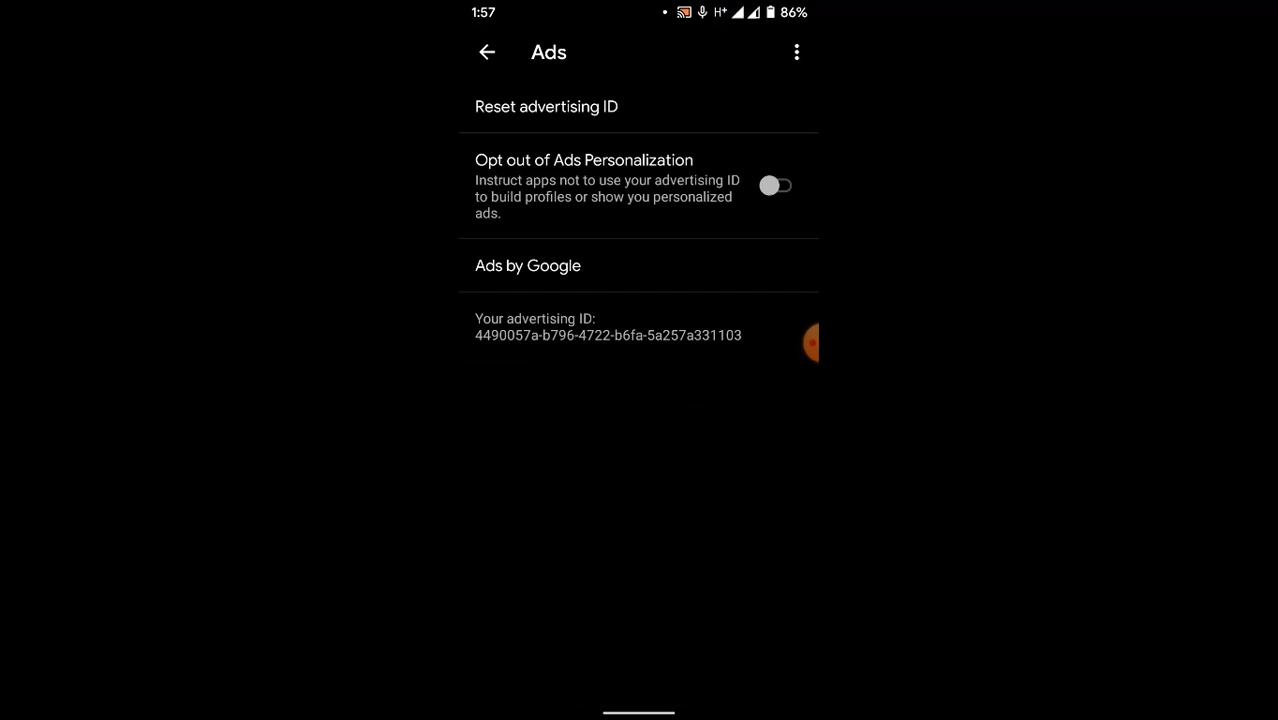 1:57
H+
86%
Ads
Reset advertising ID
Opt out of Ads Personalization
Instruct apps not to use your advertising ID
to build profiles or show you personalized
ads.
Ads by Google
Your advertising ID:
4490057a-b796-4722-b6fa-5a257a331103